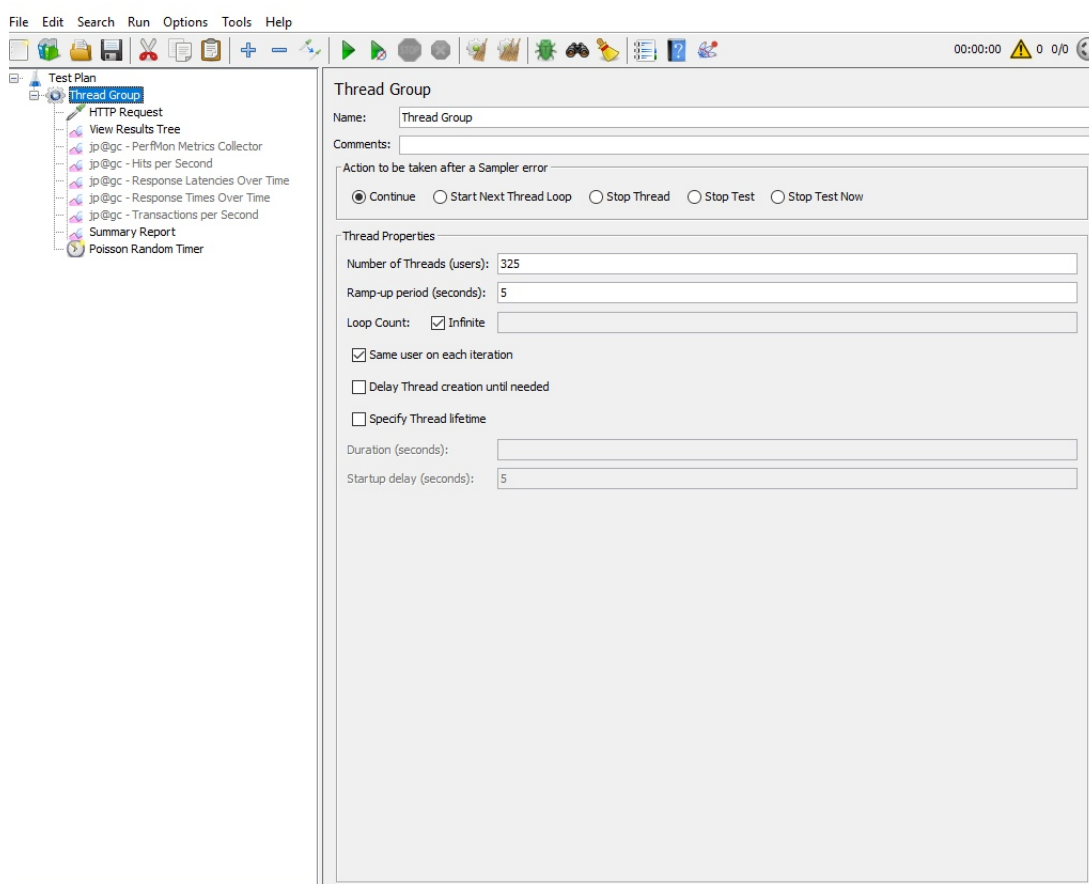 File Edit Search Run Options Tools Help
00:00:00 0 0/0
Test Plan
Thread Group
HTTP Request
View Results Tree
jp@gc - PerfMon Metrics Collector
jp@gc - Hits per Second
jp@gc - Response Latencies Over Time
jp@gc - Response Times Over Time
jp@gc - Transactions per Second
Summary Report
Poisson Random Timer
Thread Group
Name: Thread Group
Comments:
Action to be taken after a Sampler error
Continue Start Next Thread Loop Stop Thread Stop Test Stop Test Now
Thread Properties
Number of Threads (users): 325
Ramp-up period (seconds): 5
Loop Count: Infinite
Same user on each iteration
Delay Thread creation until needed
Specify Thread lifetime
Duration (seconds):
Startup delay (seconds): 5